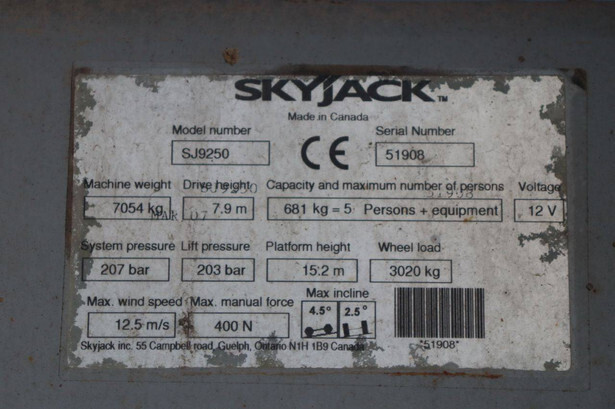 SKYJACK™
Made in Canada
Model number Serial Number
SJ9250 CE 51908
Machine weight Drive height Capacity and maximum number of persons Voltage
7054 kg 7.9 m 681 kg = 5 Persons + equipment 12 V
MAR 07
System pressure Lift pressure Platform height Wheel load
207 bar 203 bar 15.2 m 3020 kg
Max. wind speed Max. manual force Max incline
12.5 m/s 400 N 4.5° 2.5°
Skyjack inc. 55 Campbell road, Guelph, Ontario N1H 1B9 Canada *51908*